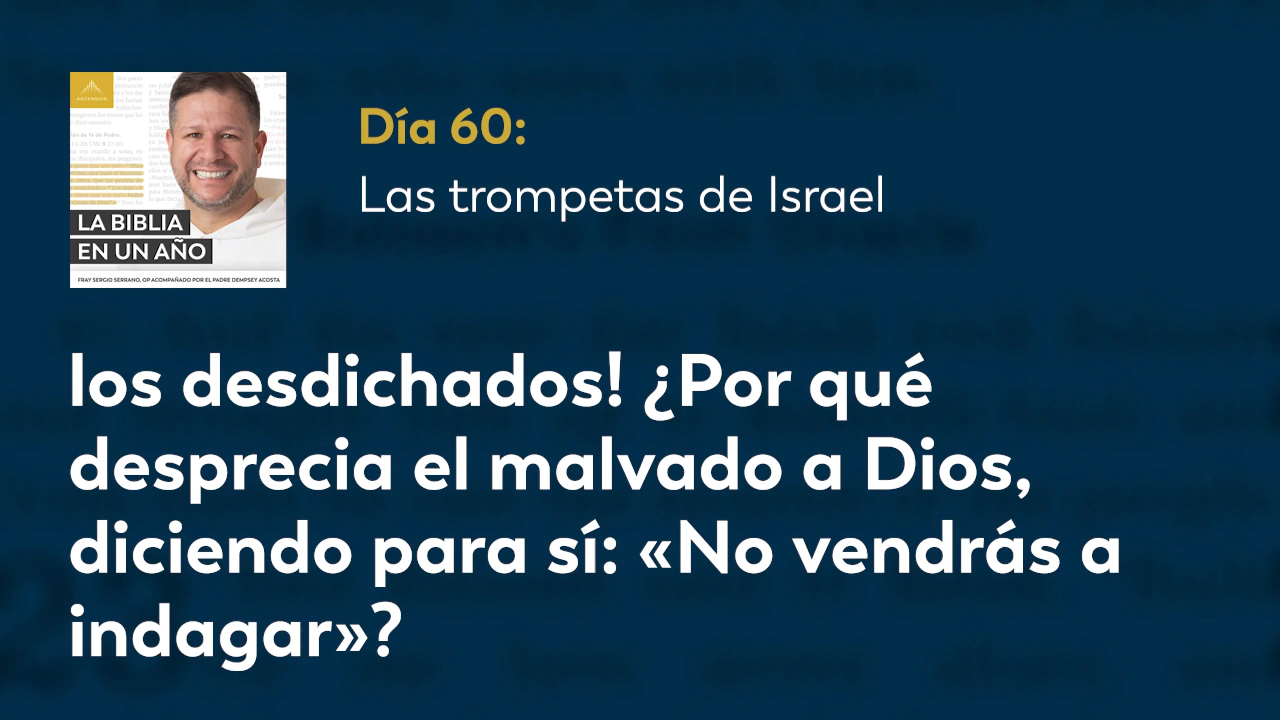 ASCENSION
LA BIBLIA
EN UN AÑO
FRAY SERGIO SERRANO, OP ACOMPAÑADO POR EL PADRE DEMPSEY ACOSTA
Día 60:
Las trompetas de Israel
los desdichados! ¿Por qué
desprecia el malvado a Dios,
diciendo para sí: «No vendrás a
indagar»?